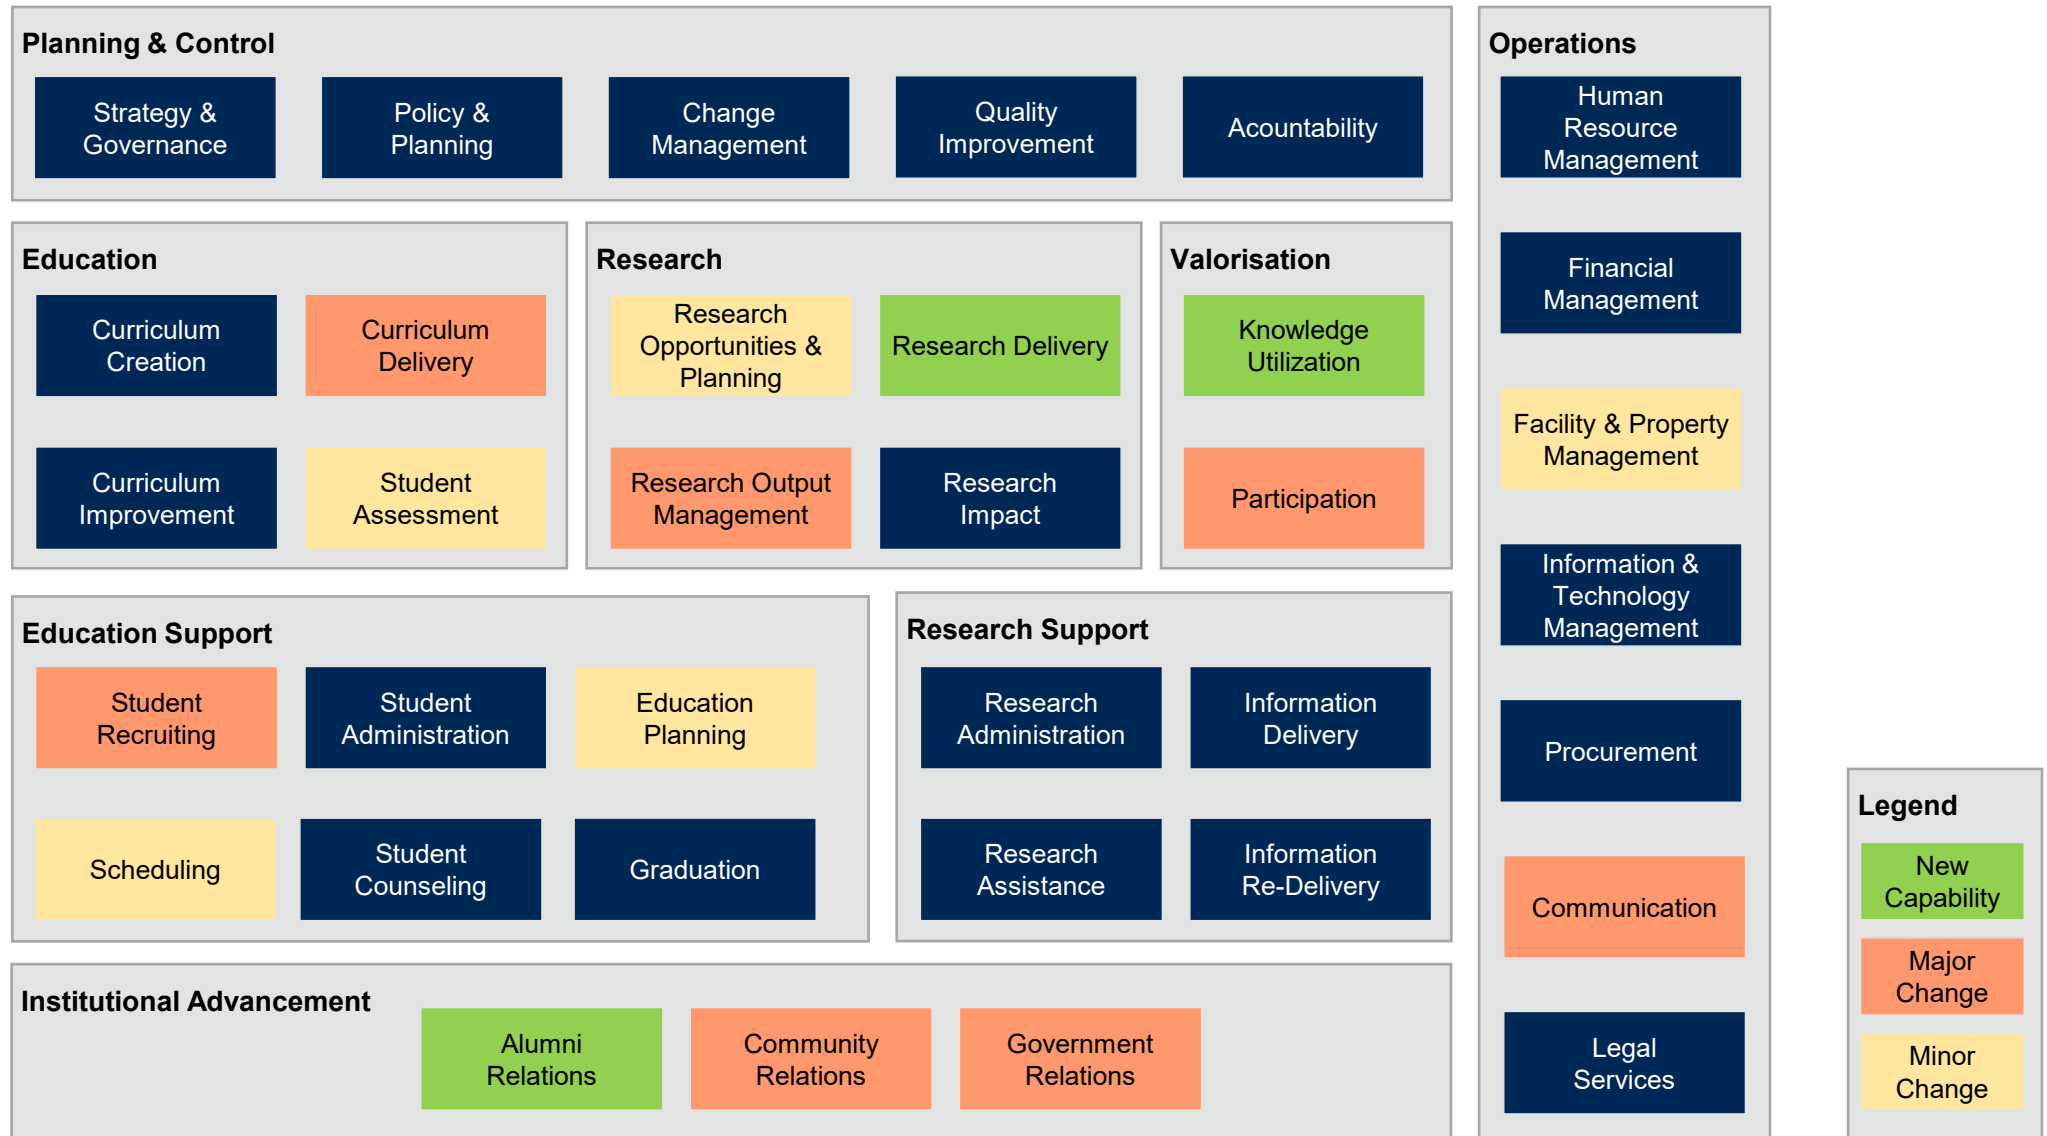 Planning & Control
Strategy &
Governance
Policy &
Planning
Change
Management
Quality
Improvement
Acountability
Education
Curriculum
Creation
Curriculum
Delivery
Curriculum
Improvement
Student
Assessment
Research
Research
Opportunities &
Planning
Research Delivery
Research Output
Management
Research
Impact
Valorisation
Knowledge
Utilization
Participation
Education Support
Student
Recruiting
Student
Administration
Education
Planning
Scheduling
Student
Counseling
Graduation
Research Support
Research
Administration
Information
Delivery
Research
Assistance
Information
Re-Delivery
Institutional Advancement
Alumni
Relations
Community
Relations
Government
Relations
Operations
Human
Resource
Management
Financial
Management
Facility & Property
Management
Information &
Technology
Management
Procurement
Communication
Legal
Services
Legend
New
Capability
Major
Change
Minor
Change